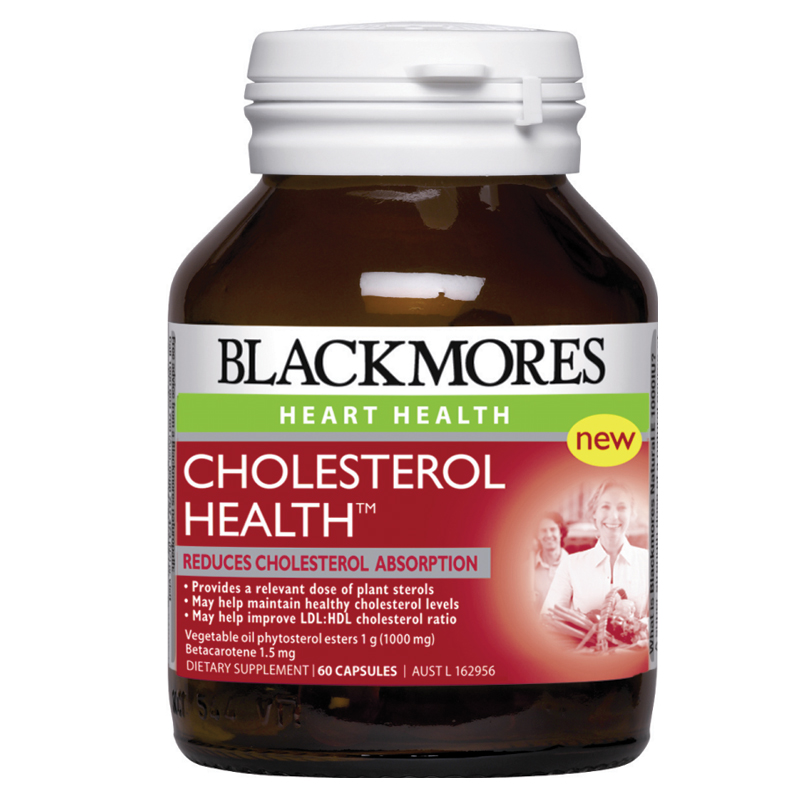 BLACKMORES
HEART HEALTH
new
CHOLESTEROL
HEALTH™
REDUCES CHOLESTEROL ABSORPTION
• Provides a relevant dose of plant sterols
• May help maintain healthy cholesterol levels
• May help improve LDL:HDL cholesterol ratio
Vegetable oil phytosterol esters 1 g (1000 mg)
Betacarotene 1.5 mg
DIETARY SUPPLEMENT | 60 CAPSULES | AUST L 162956